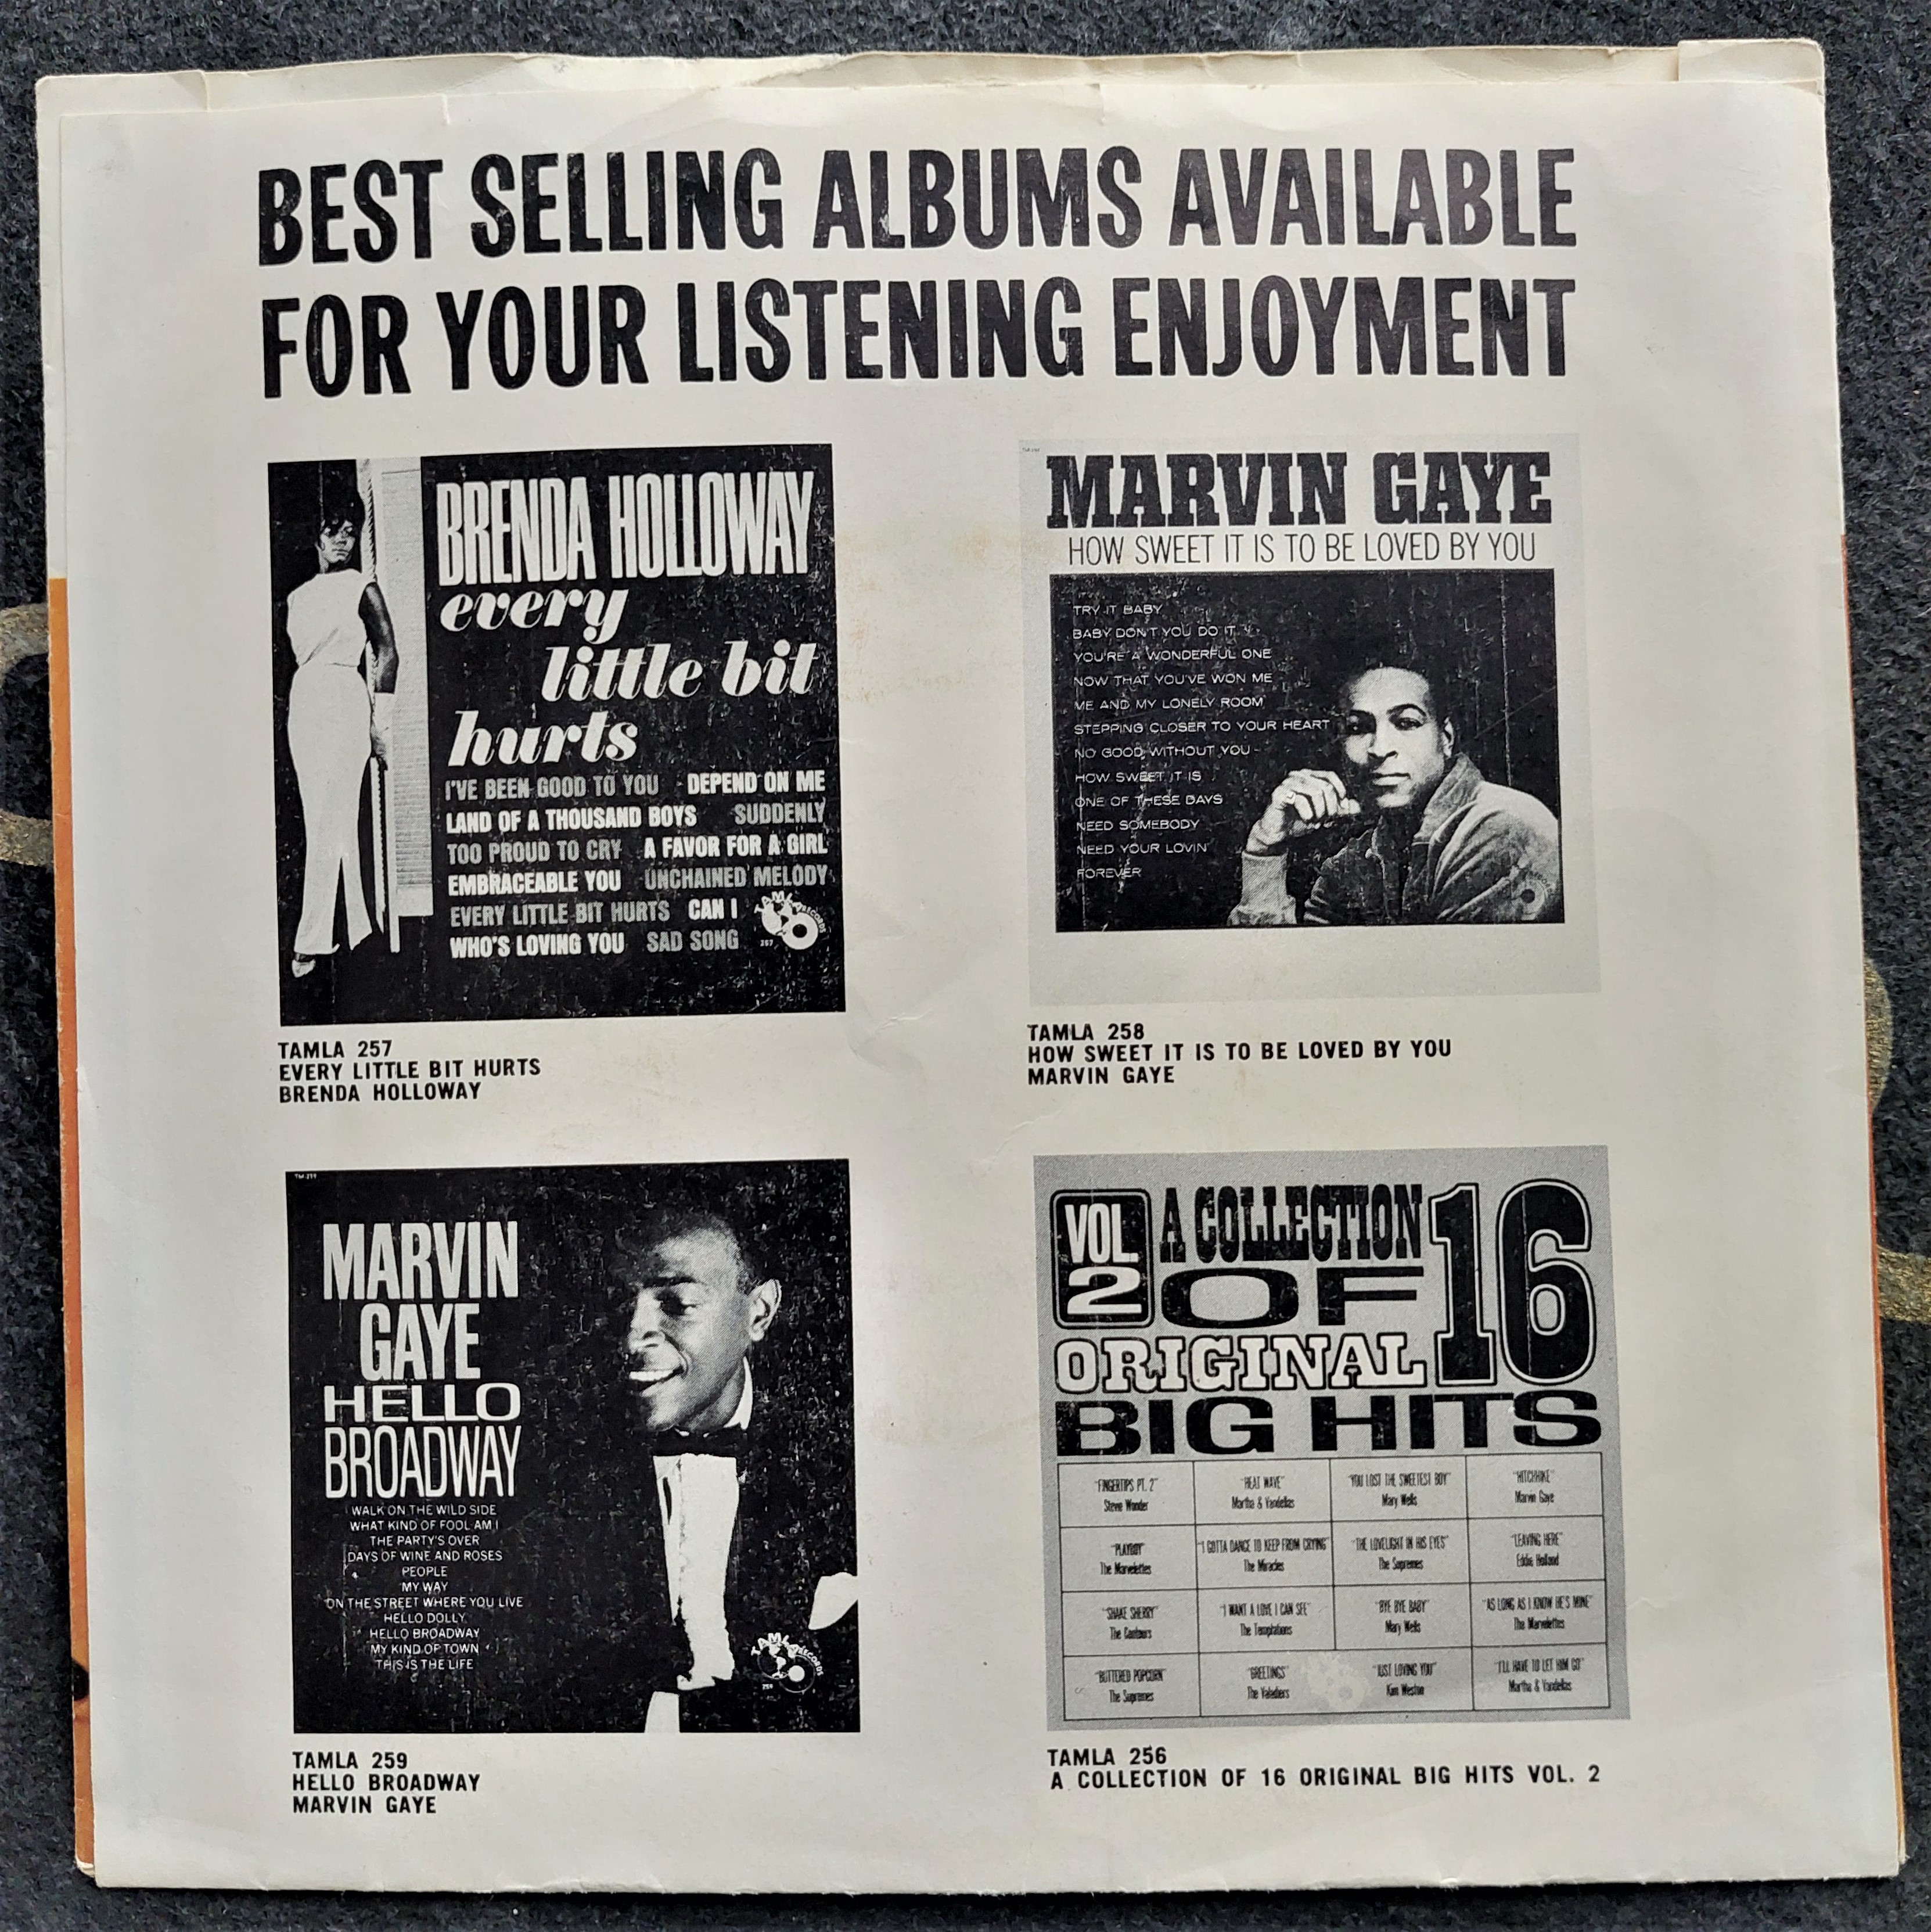 BEST SELLING ALBUMS AVAILABLE
FOR YOUR LISTENING ENJOYMENT
BRENDA HOLLOWAY
every
little bit
hurts
I'VE BEEN GOOD TO YOU DEPEND ON ME
LAND OF A THOUSAND BOYS SUDDENLY
TOO PROUD TO CRY A FAVOR FOR A GIRL
EMBRACEABLE YOU UNCHAINED MELODY
EVERY LITTLE BIT HURTS CAN I
WHO'S LOVING YOU SAD SONG
TAMLA RECORDS
257
TAMLA 257
EVERY LITTLE BIT HURTS
BRENDA HOLLOWAY
MARVIN GAYE
HOW SWEET IT IS TO BE LOVED BY YOU
TRY IT BABY
BABY DON'T YOU DO IT
YOU'RE A WONDERFUL ONE
NOW THAT YOU'VE WON ME
ME AND MY LONELY ROOM
STEPPING CLOSER TO YOUR HEART
NO GOOD WITHOUT YOU
HOW SWEET IT IS
ONE OF THESE DAYS
NEED SOMEBODY
NEED YOUR LOVIN'
FOREVER
TAMLA 258
HOW SWEET IT IS TO BE LOVED BY YOU
MARVIN GAYE
TM-259
MARVIN
GAYE
HELLO
BROADWAY
WALK ON THE WILD SIDE
WHAT KIND OF FOOL AM I
THE PARTY'S OVER
DAYS OF WINE AND ROSES
PEOPLE
MY WAY
ON THE STREET WHERE YOU LIVE
HELLO DOLLY
HELLO BROADWAY
MY KIND OF TOWN
THIS IS THE LIFE
TAMLA RECORDS
259
TAMLA 259
HELLO BROADWAY
MARVIN GAYE
VOL 2 A COLLECTION
OF 16
ORIGINAL
BIG HITS
"FINGERTIPS PT. 2" "HEAT WAVE" "YOU LOST THE SWEETEST BOY" "HITCHHIKE"
Stevie Wonder Martha & Vandellas Mary Wells Marvin Gaye
"PLAYBOY" "I GOTTA DANCE TO KEEP FROM CRYING" "THE LOVELIGHT IN HIS EYES" "LEAVING HERE"
The Marvelettes The Miracles The Supremes Eddie Holland
"SHAKE SHERRY" "I WANT A LOVE I CAN SEE" "BYE BYE BABY" "AS LONG AS I KNOW HE'S MINE"
The Contours The Temptations Mary Wells The Marvelettes
"BUTTERED POPCORN" "GREETINGS" "JUST LOVING YOU" "I'LL HAVE TO LET HIM GO"
The Supremes The Valadiers Kim Weston Martha & Vandellas
TAMLA 256
A COLLECTION OF 16 ORIGINAL BIG HITS VOL. 2